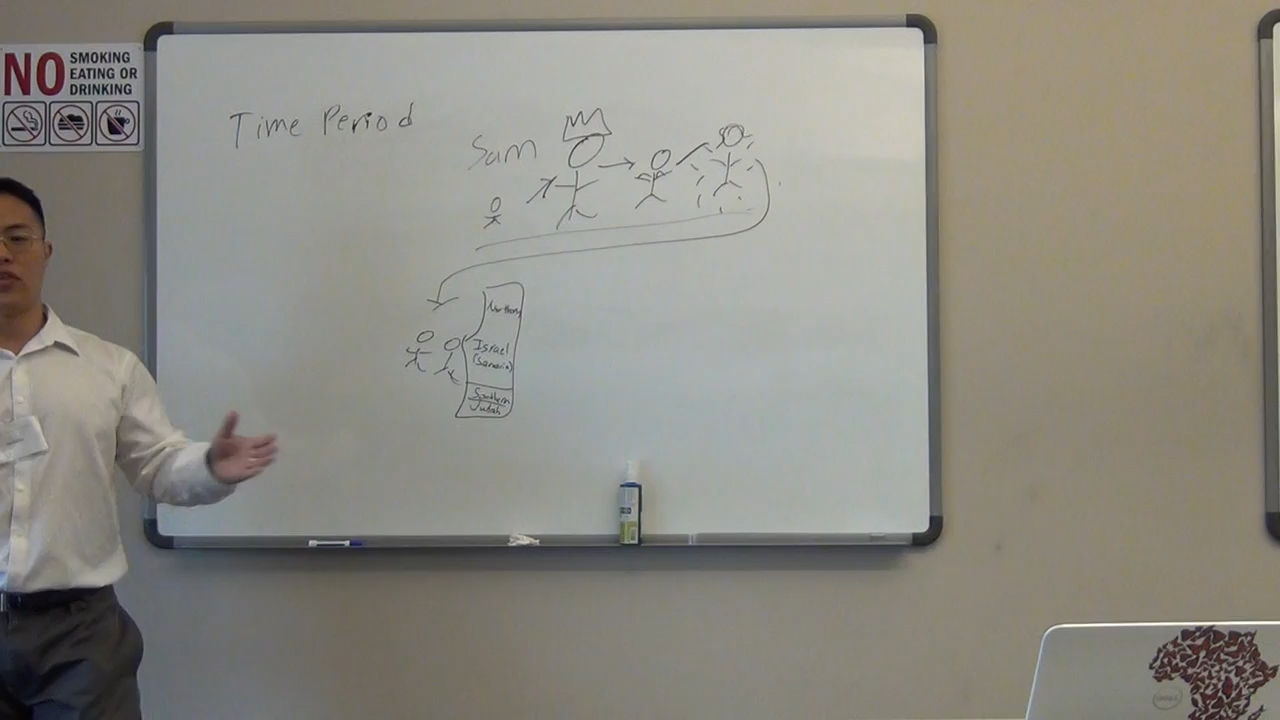 NO SMOKING
EATING OR
DRINKING
Time Period
Sam
Northern
Israel
(Samaria)
Southern
Judah